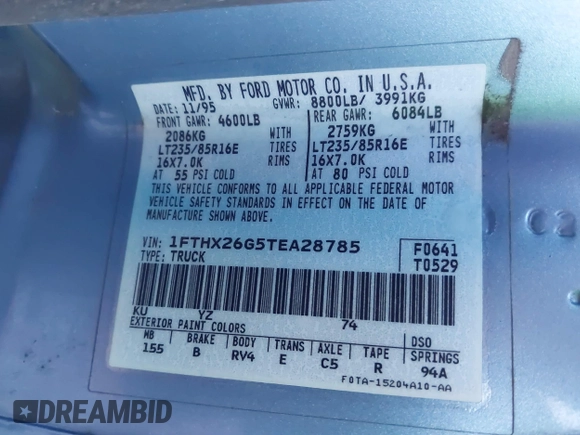 MFD. BY FORD MOTOR CO. IN U.S.A.
DATE: 11/95 GVWR: 8800LB/ 3991KG
FRONT GAWR: 4600LB REAR GAWR: 6084LB
2086KG WITH 2759KG WITH
LT235/85R16E TIRES LT235/85R16E TIRES
16X7.0K RIMS 16X7.0K RIMS
AT 55 PSI COLD AT 80 PSI COLD
THIS VEHICLE CONFORMS TO ALL APPLICABLE FEDERAL MOTOR
VEHICLE SAFETY STANDARDS IN EFFECT ON THE DATE OF MANUFACTURE
SHOWN ABOVE.
VIN: 1FTHX26G5TEA28785 F0641
TYPE: TRUCK T0529
KU YZ 74
EXTERIOR PAINT COLORS DSO
WB BRAKE BODY TRANS AXLE TAPE SPRINGS
155 B RV4 E C5 R 94A
F0TA-15204A10-AA
DREAMBID